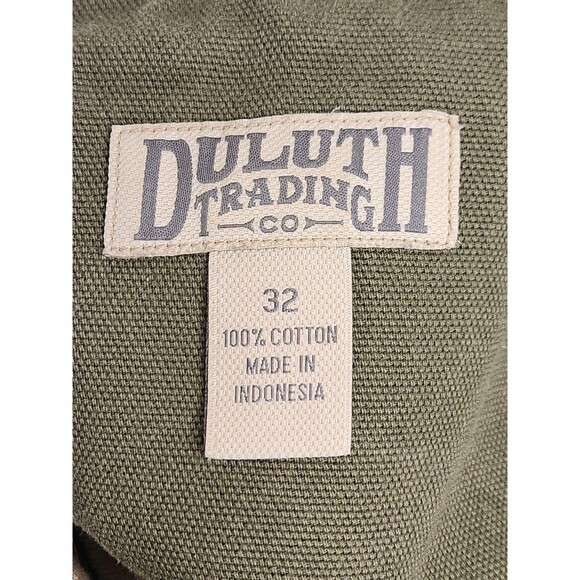 DULUTH
TRADING
CO
32
100% COTTON
MADE IN
INDONESIA